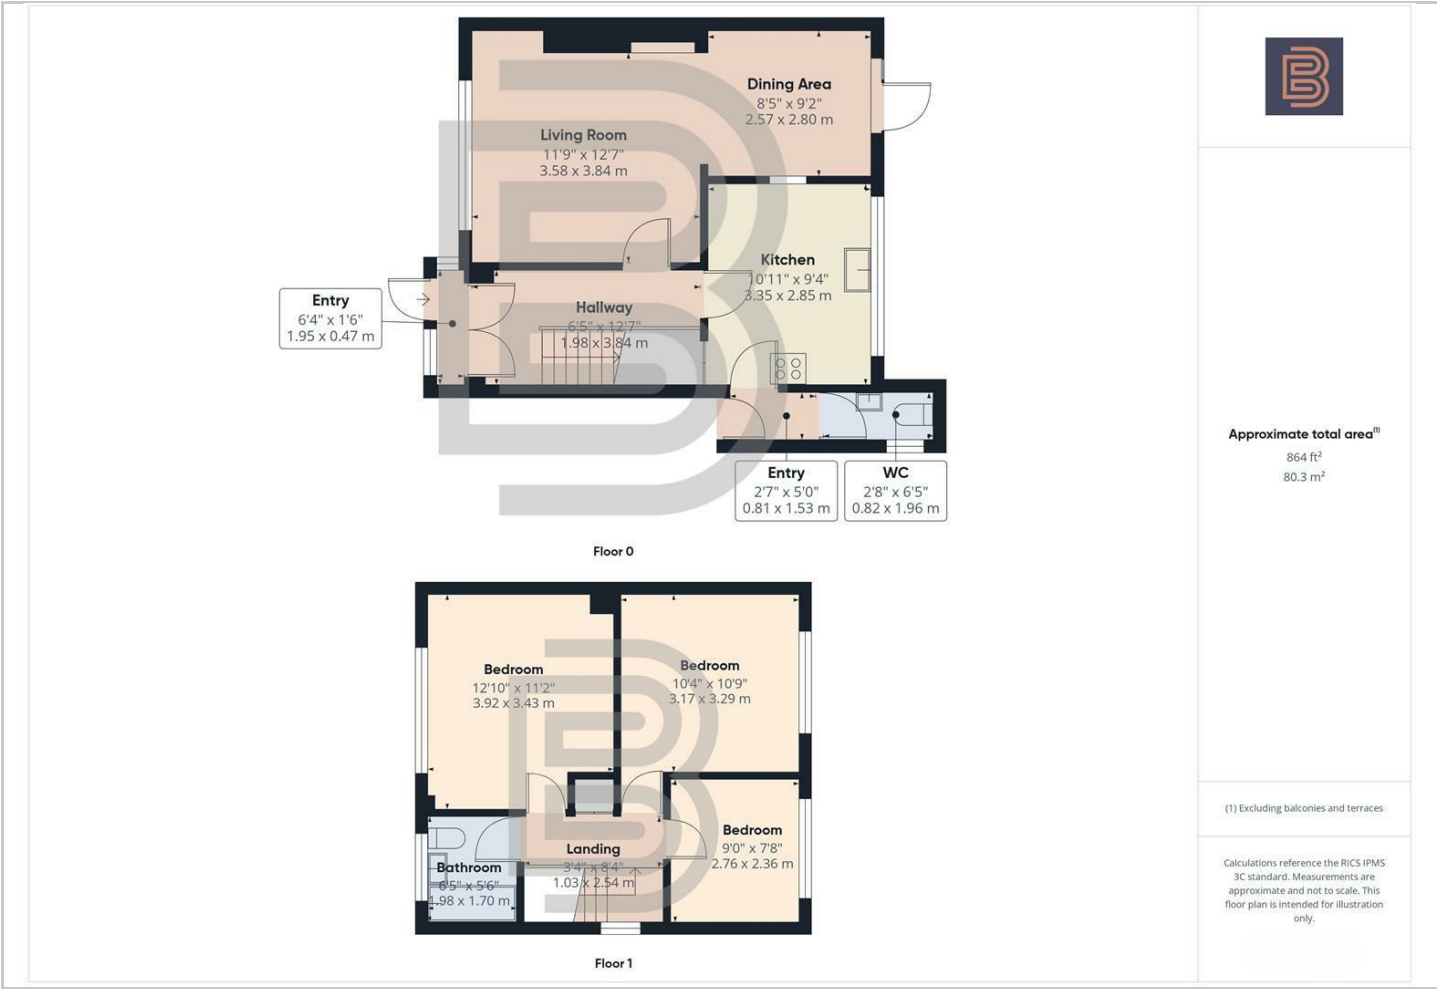 Dining Area
8'5" x 9'2"
2.57 x 2.80 m
Living Room
11'9" x 12'7"
3.58 x 3.84 m
Kitchen
10'11" x 9'4"
3.35 x 2.85 m
Entry
6'4" x 1'6"
1.95 x 0.47 m
Hallway
6'5" x 12'7"
1.98 x 3.84 m
Entry
2'7" x 5'0"
0.81 x 1.53 m
WC
2'8" x 6'5"
0.82 x 1.96 m
Floor 0
Bedroom
12'10" x 11'2"
3.92 x 3.43 m
Bedroom
10'4" x 10'9"
3.17 x 3.29 m
Bedroom
9'0" x 7'8"
2.76 x 2.36 m
Landing
3'4" x 8'4"
1.03 x 2.54 m
Bathroom
6'5" x 5'6"
1.98 x 1.70 m
Floor 1
B
Approximate total area(1)
864 ft²
80.3 m²
(1) Excluding balconies and terraces
Calculations reference the RICS IPMS
3C standard. Measurements are
approximate and not to scale. This
floor plan is intended for illustration
only.